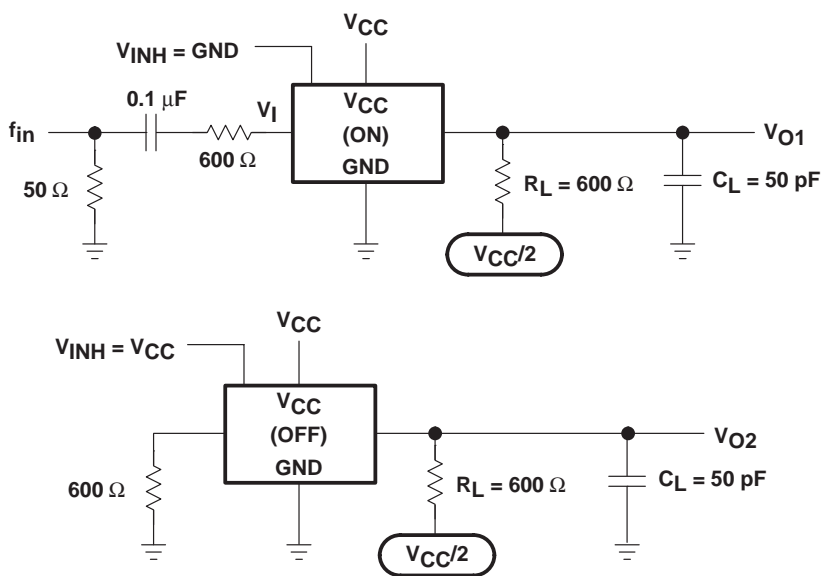 VCC
VINH = GND
0.1 μF
VI
VCC
(ON)
GND
fin
600 Ω
50 Ω
VO1
RL = 600 Ω
CL = 50 pF
VCC/2
VCC
VINH = VCC
VCC
(OFF)
GND
VO2
600 Ω
RL = 600 Ω
CL = 50 pF
VCC/2